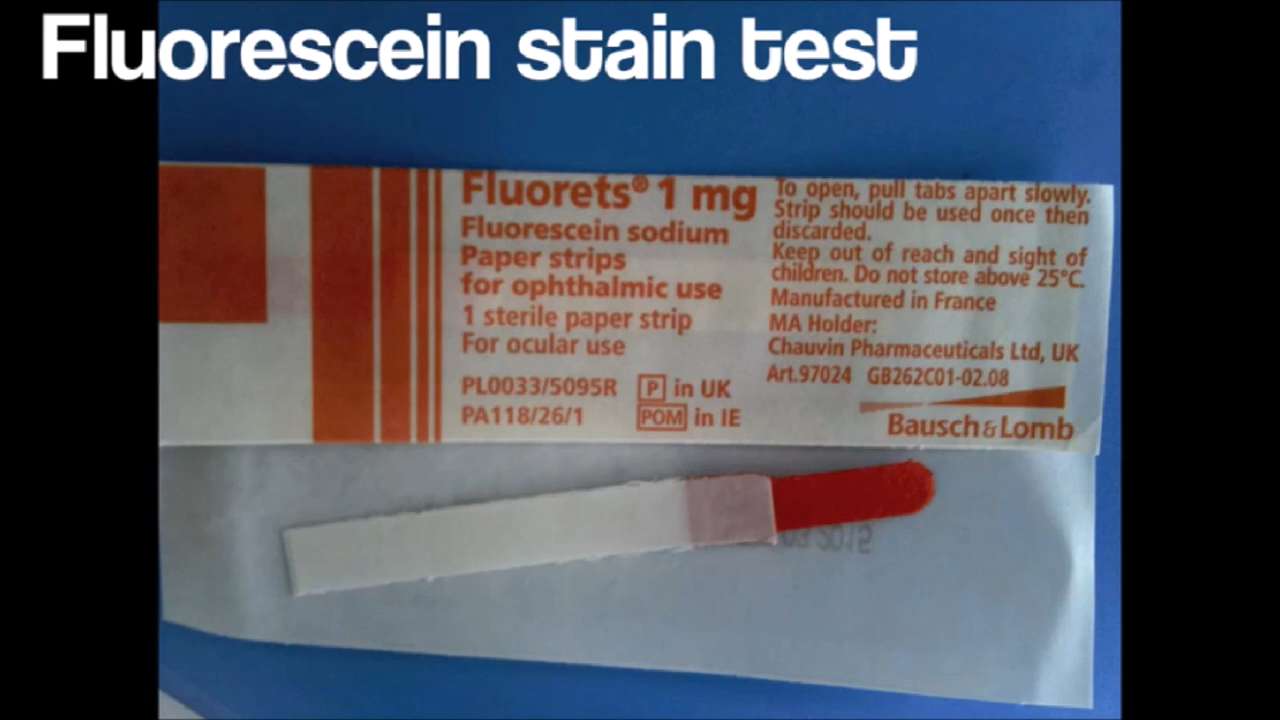 Fluorescein stain test
Fluorets® 1 mg
Fluorescein sodium
Paper strips
for ophthalmic use
1 sterile paper strip
For ocular use
PL0033/5095R P in UK
PA118/26/1 POM in IE
To open, pull tabs apart slowly.
Strip should be used once then
discarded.
Keep out of reach and sight of
children. Do not store above 25°C.
Manufactured in France
MA Holder:
Chauvin Pharmaceuticals Ltd, UK
Art.97024 GB262C01-02.08
Bausch & Lomb
2015